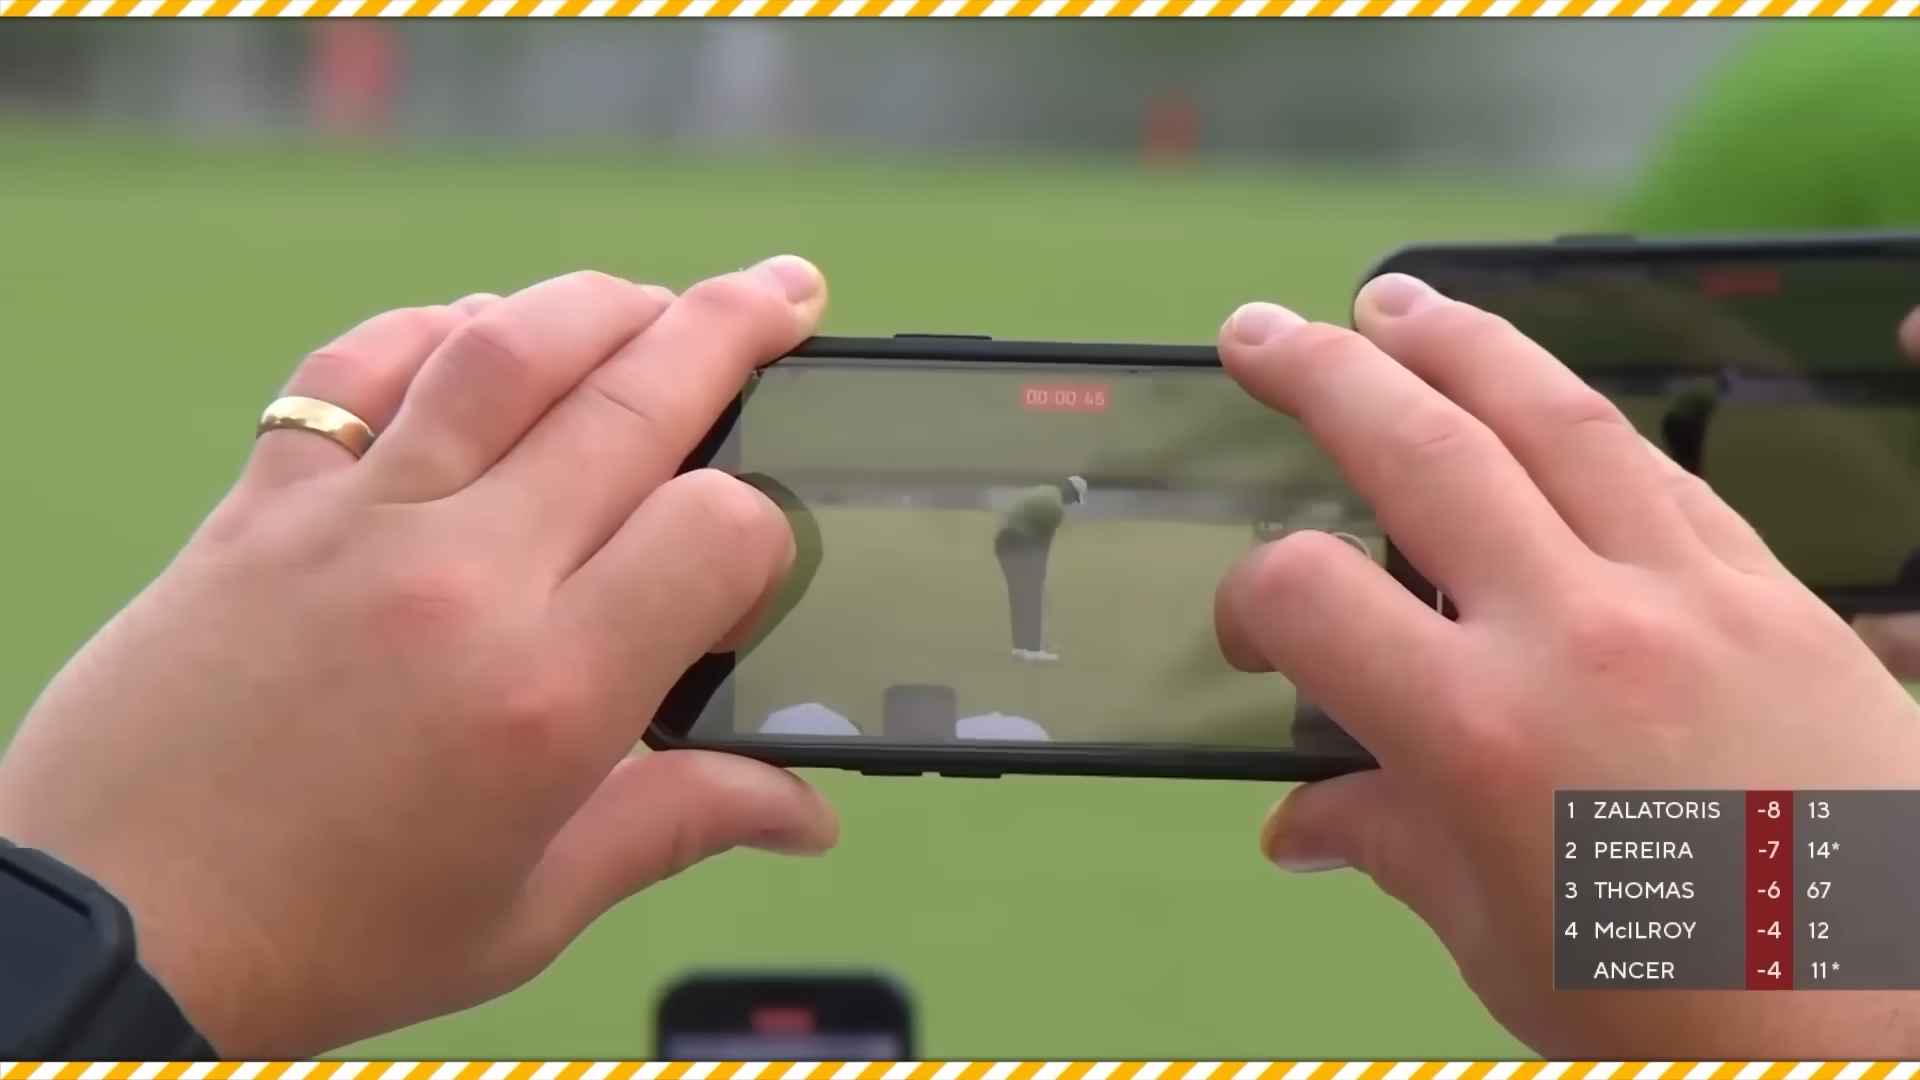 00:00:45
1 ZALATORIS -8 13
2 PEREIRA -7 14*
3 THOMAS -6 67
4 McILROY -4 12
ANCER -4 11*